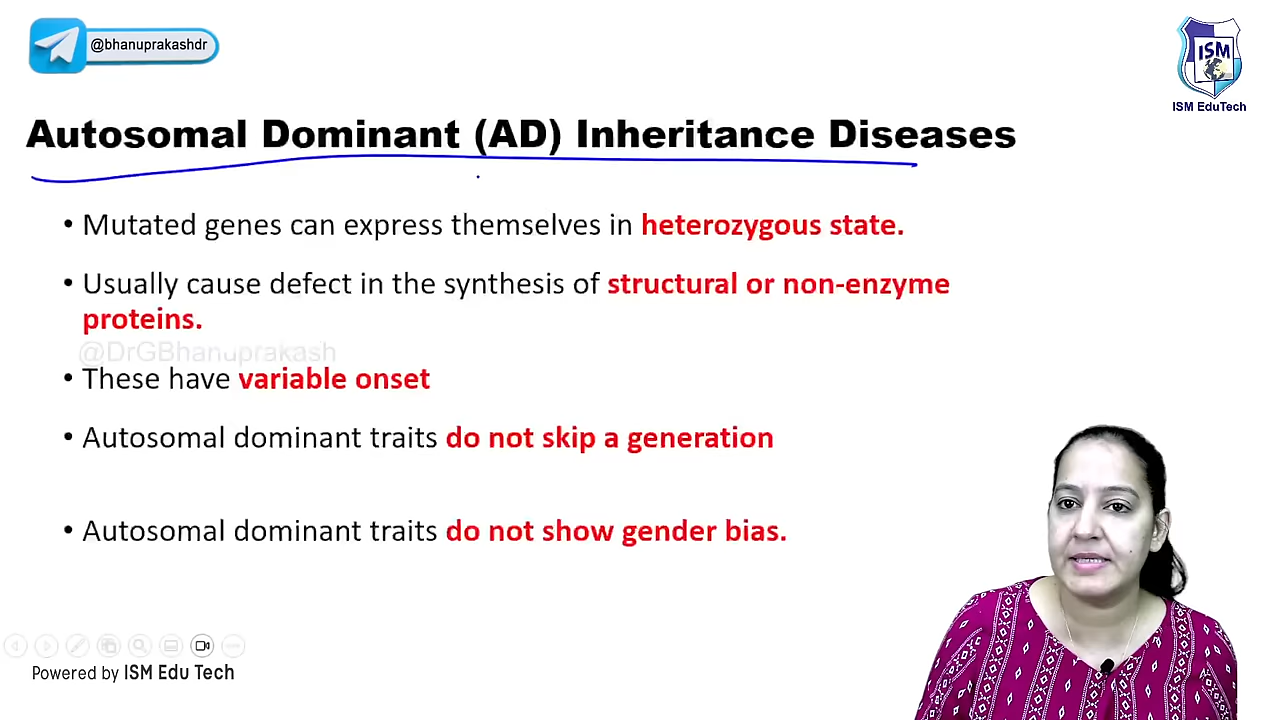 @bhanuprakashdr
ISM
ISM EduTech
Autosomal Dominant (AD) Inheritance Diseases
• Mutated genes can express themselves in heterozygous state.
• Usually cause defect in the synthesis of structural or non-enzyme
proteins.
@DrGBhanuprakash
• These have variable onset
• Autosomal dominant traits do not skip a generation
• Autosomal dominant traits do not show gender bias.
Powered by ISM Edu Tech